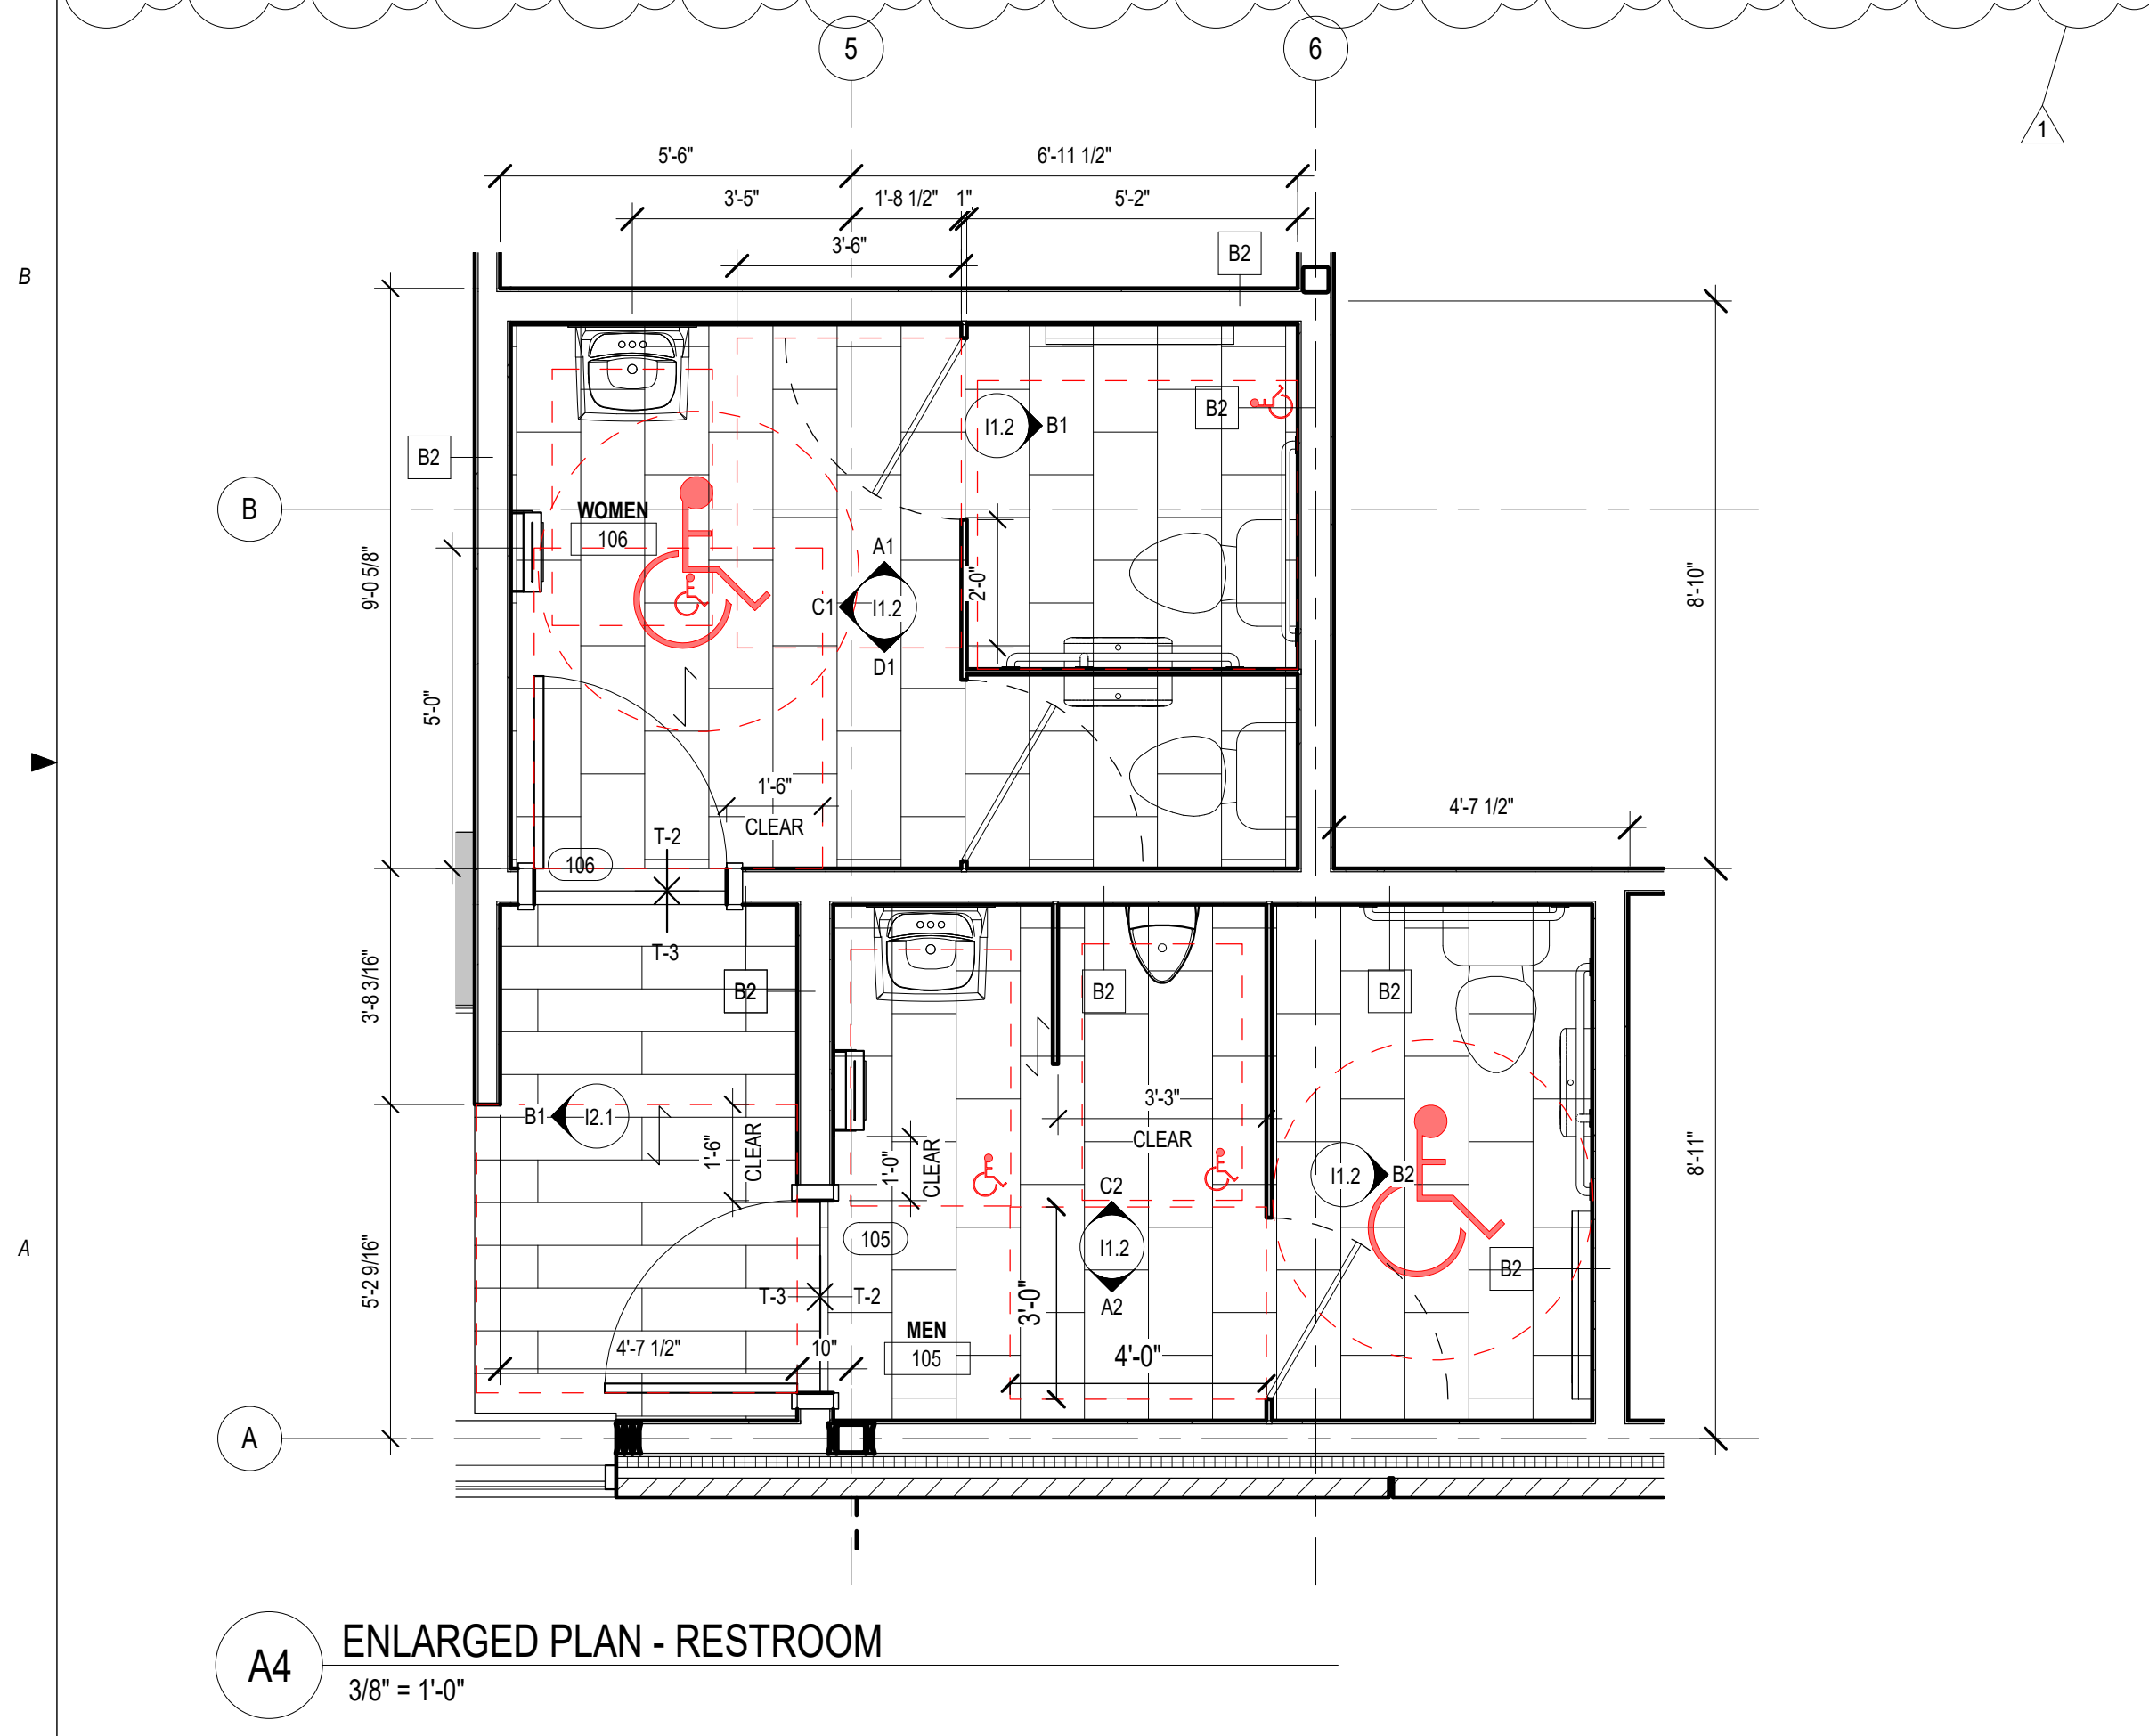 5
6
1
5'-6"
6'-11 1/2"
3'-5"
1'-8 1/2"
1"
5'-2"
3'-6"
B2
B
B2
I1.2
B1
B2
B
WOMEN
106
A1
C1
I1.2
D1
2'-0"
9'-0 5/8"
8'-10"
5'-0"
1'-6"
CLEAR
4'-7 1/2"
T-2
106
T-3
3'-8 3/16"
B2
B2
B2
B1
I2.1
1'-6"
CLEAR
1'-0"
CLEAR
3'-3"
CLEAR
8'-11"
I1.2
B2
C2
I1.2
A2
A
105
B2
5'-2 9/16"
T-3
T-2
3'-0"
MEN
105
4'-7 1/2"
10"
4'-0"
A
A4
ENLARGED PLAN - RESTROOM
3/8" = 1'-0"